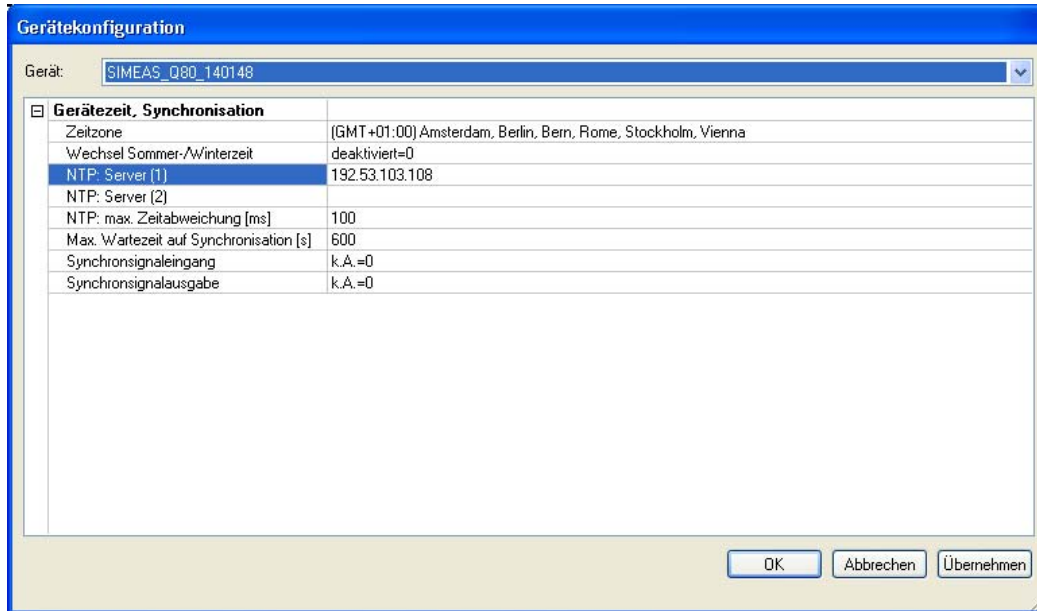 Gerätekonfiguration
Gerät: SIMEAS_Q80_140148
Gerätezeit, Synchronisation
Zeitzone (GMT+01:00) Amsterdam, Berlin, Bern, Rome, Stockholm, Vienna
Wechsel Sommer-/Winterzeit deaktiviert=0
NTP: Server (1) 192.53.103.108
NTP: Server (2)
NTP: max. Zeitabweichung [ms] 100
Max. Wartezeit auf Synchronisation [s] 600
Synchronsignaleingang k.A.=0
Synchronsignalausgabe k.A.=0
OK Abbrechen Übernehmen